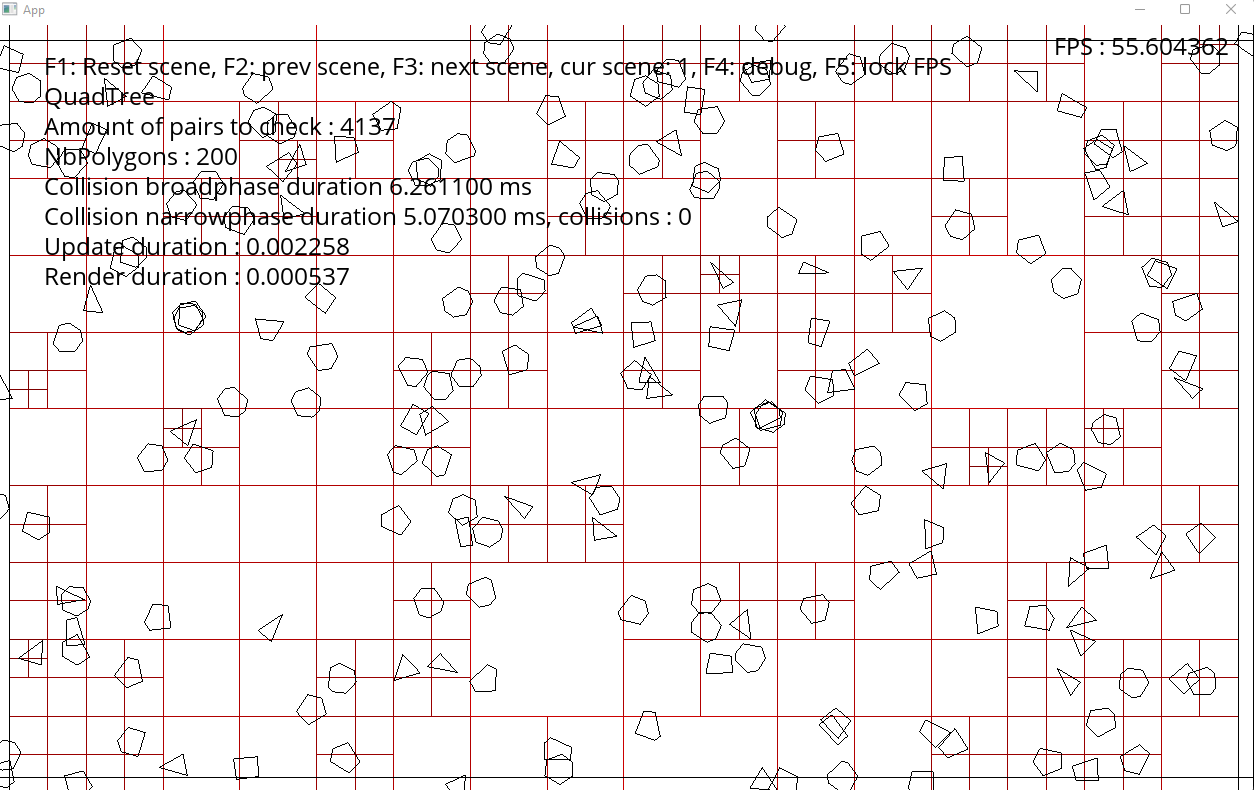 App
FPS : 55.604362
F1: Reset scene, F2: prev scene, F3: next scene, cur scene: 1, F4: debug, F5: lock FPS
QuadTree
Amount of pairs to check : 4137
NbPolygons : 200
Collision broadphase duration 6.261100 ms
Collision narrowphase duration 5.070300 ms, collisions : 0
Update duration : 0.002258
Render duration : 0.000537